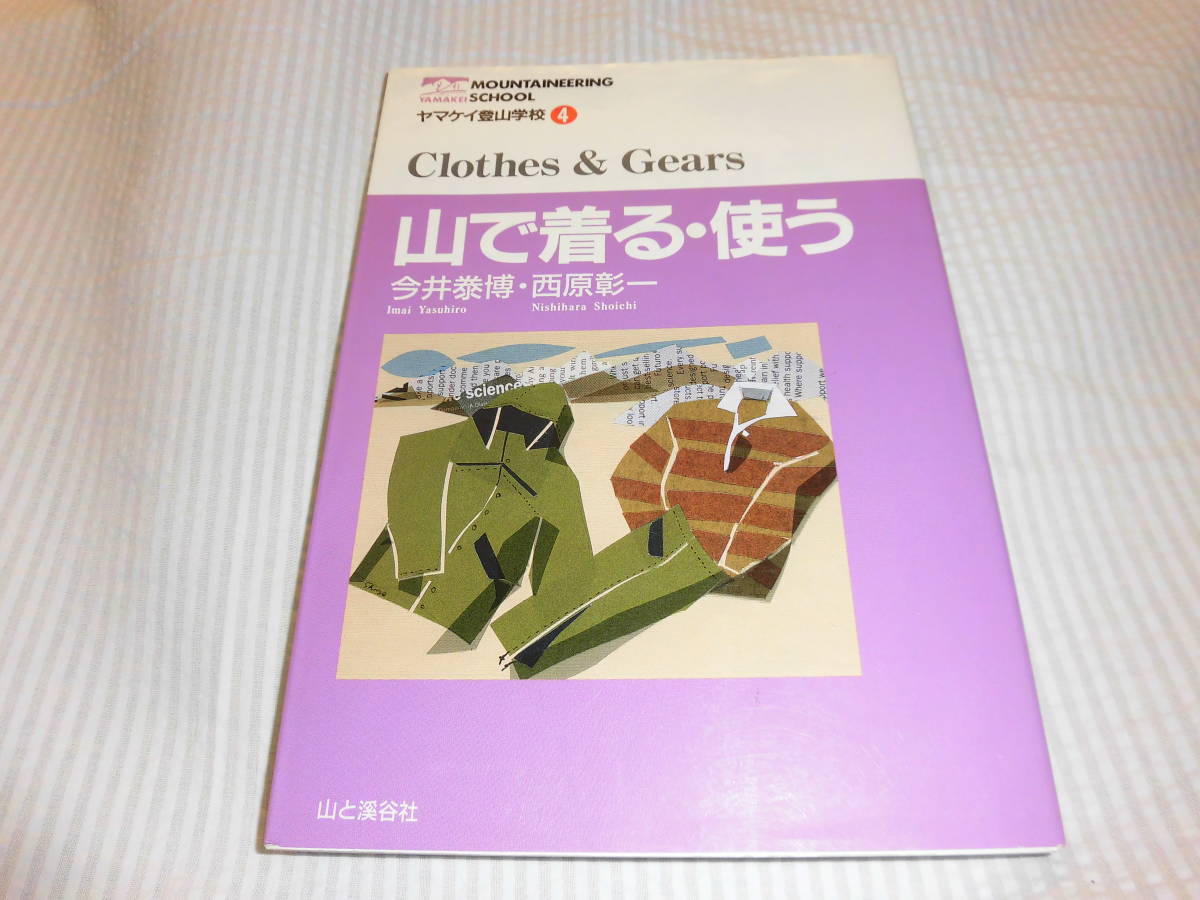 MOUNTAINEERING
YAMAKEI SCHOOL
ヤマケイ登山学校 4
Clothes & Gears
山で着る・使う
今井泰博・西原彰一
Imai Yasuhiro Nishihara Shoichi
science
山と溪谷社